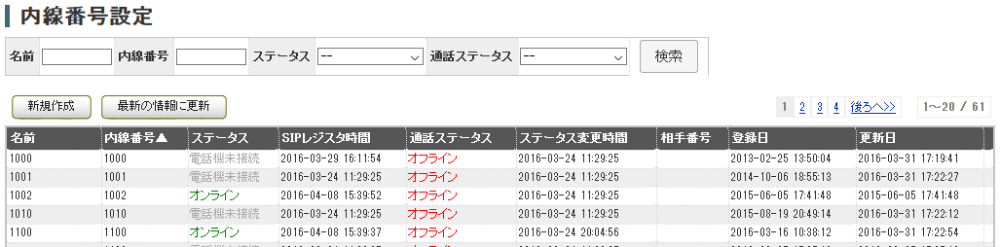 内線番号設定
名前 内線番号 ステータス -- 通話ステータス -- 検索
新規作成 最新の情報に更新 1 2 3 4 後ろへ>> 1～20 / 61
名前 内線番号▲ ステータス SIPレジスタ時間 通話ステータス ステータス変更時間 相手番号 登録日 更新日
1000 1000 電話機未接続 2016-03-29 16:11:54 オフライン 2016-03-24 11:29:25 2013-02-25 13:50:04 2016-03-31 17:19:41
1001 1001 電話機未接続 2016-03-24 11:29:25 オフライン 2016-03-24 11:29:25 2014-10-06 18:55:13 2016-03-31 17:22:27
1002 1002 オンライン 2016-04-08 15:39:52 オフライン 2016-03-24 11:29:25 2015-06-05 17:41:48 2015-06-05 17:41:48
1010 1010 電話機未接続 2016-03-24 11:29:25 オフライン 2016-03-24 11:29:25 2015-08-19 20:49:14 2016-03-31 17:22:12
1100 1100 オンライン 2016-04-08 15:39:37 オフライン 2016-03-24 20:04:56 2016-03-16 10:38:12 2016-03-31 17:22:54